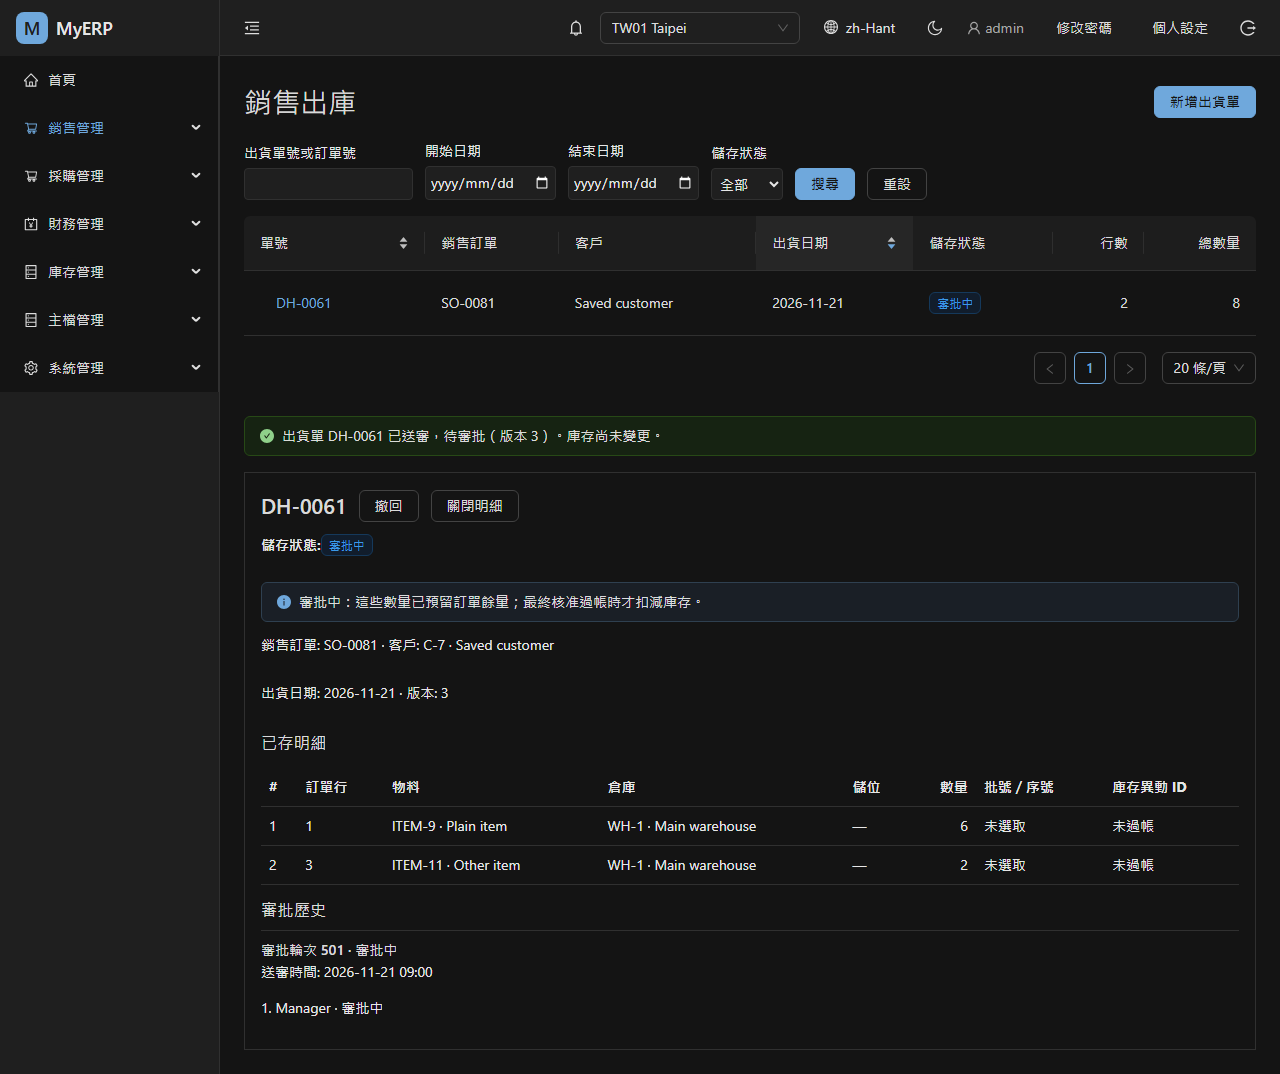 M MyERP
TW01 Taipei
zh-Hant
admin
修改密碼
個人設定
首頁
銷售管理
採購管理
財務管理
庫存管理
主檔管理
系統管理
銷售出庫
新增出貨單
出貨單號或訂單號
開始日期
結束日期
儲存狀態
yyyy/mm/dd
yyyy/mm/dd
全部
搜尋
重設
單號 銷售訂單 客戶 出貨日期 儲存狀態 行數 總數量
DH-0061 SO-0081 Saved customer 2026-11-21 審批中 2 8
< 1 > 20 條/頁
出貨單 DH-0061 已送審，待審批（版本 3）。庫存尚未變更。
DH-0061 撤回 關閉明細
儲存狀態: 審批中
審批中：這些數量已預留訂單餘量；最終核准過帳時才扣減庫存。
銷售訂單: SO-0081 · 客戶: C-7 · Saved customer
出貨日期: 2026-11-21 · 版本: 3
已存明細
# 訂單行 物料 倉庫 儲位 數量 批號 / 序號 庫存異動 ID
1 1 ITEM-9 · Plain item WH-1 · Main warehouse — 6 未選取 未過帳
2 3 ITEM-11 · Other item WH-1 · Main warehouse — 2 未選取 未過帳
審批歷史
審批輪次 501 · 審批中
送審時間: 2026-11-21 09:00
1. Manager · 審批中